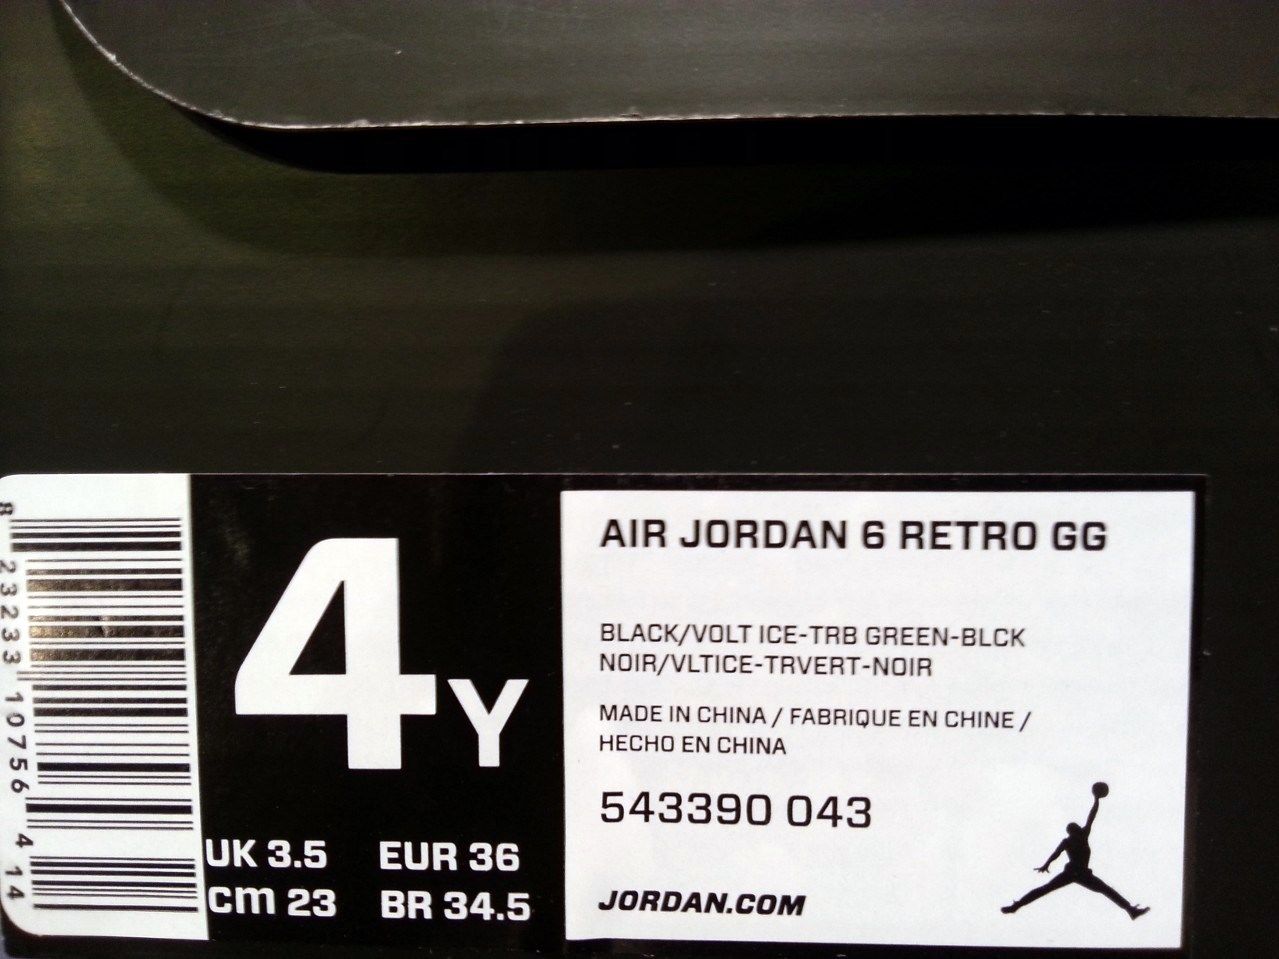 8 23233 10756 4 14
4Y
UK 3.5 EUR 36
cm 23 BR 34.5
AIR JORDAN 6 RETRO GG
BLACK/VOLT ICE-TRB GREEN-BLCK
NOIR/VLTICE-TRVERT-NOIR
MADE IN CHINA / FABRIQUE EN CHINE /
HECHO EN CHINA
543390 043
JORDAN.COM